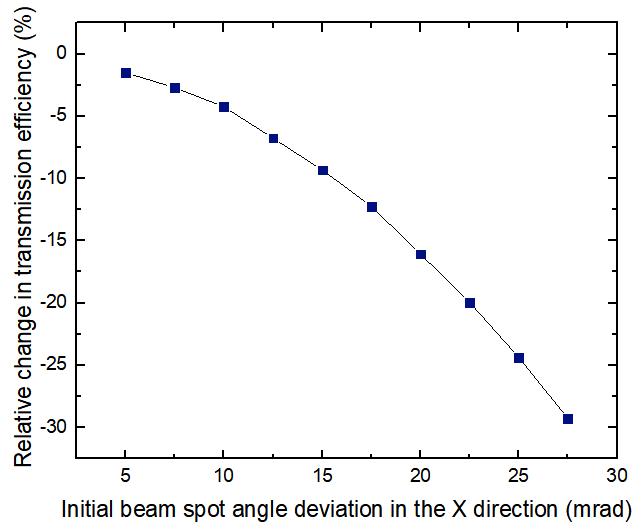 Relative change in transmission efficiency (%)
0
-5
-10
-15
-20
-25
-30
5 10 15 20 25 30
Initial beam spot angle deviation in the X direction (mrad)